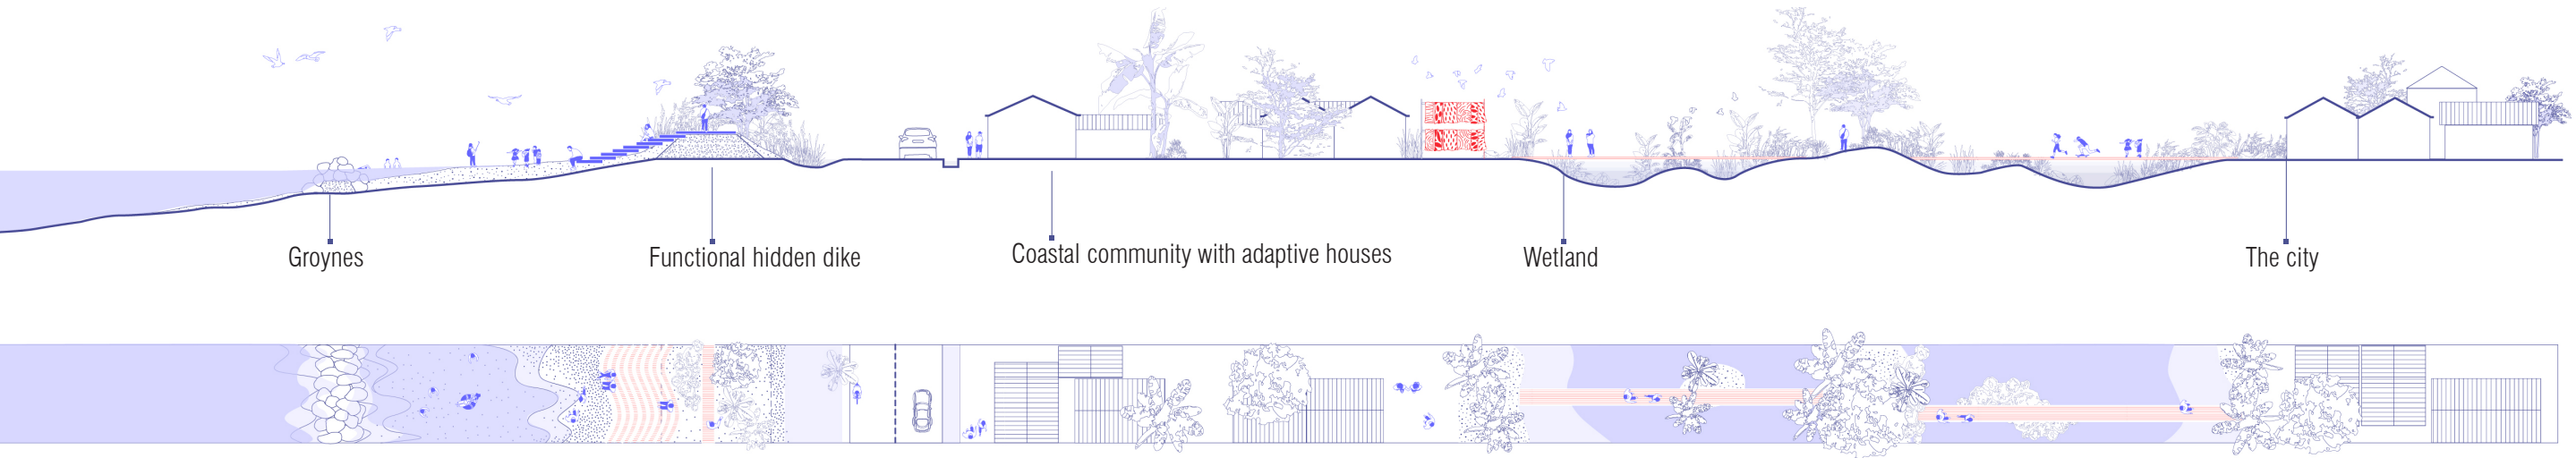 Groynes
Functional hidden dike
Coastal community with adaptive houses
Wetland
The city